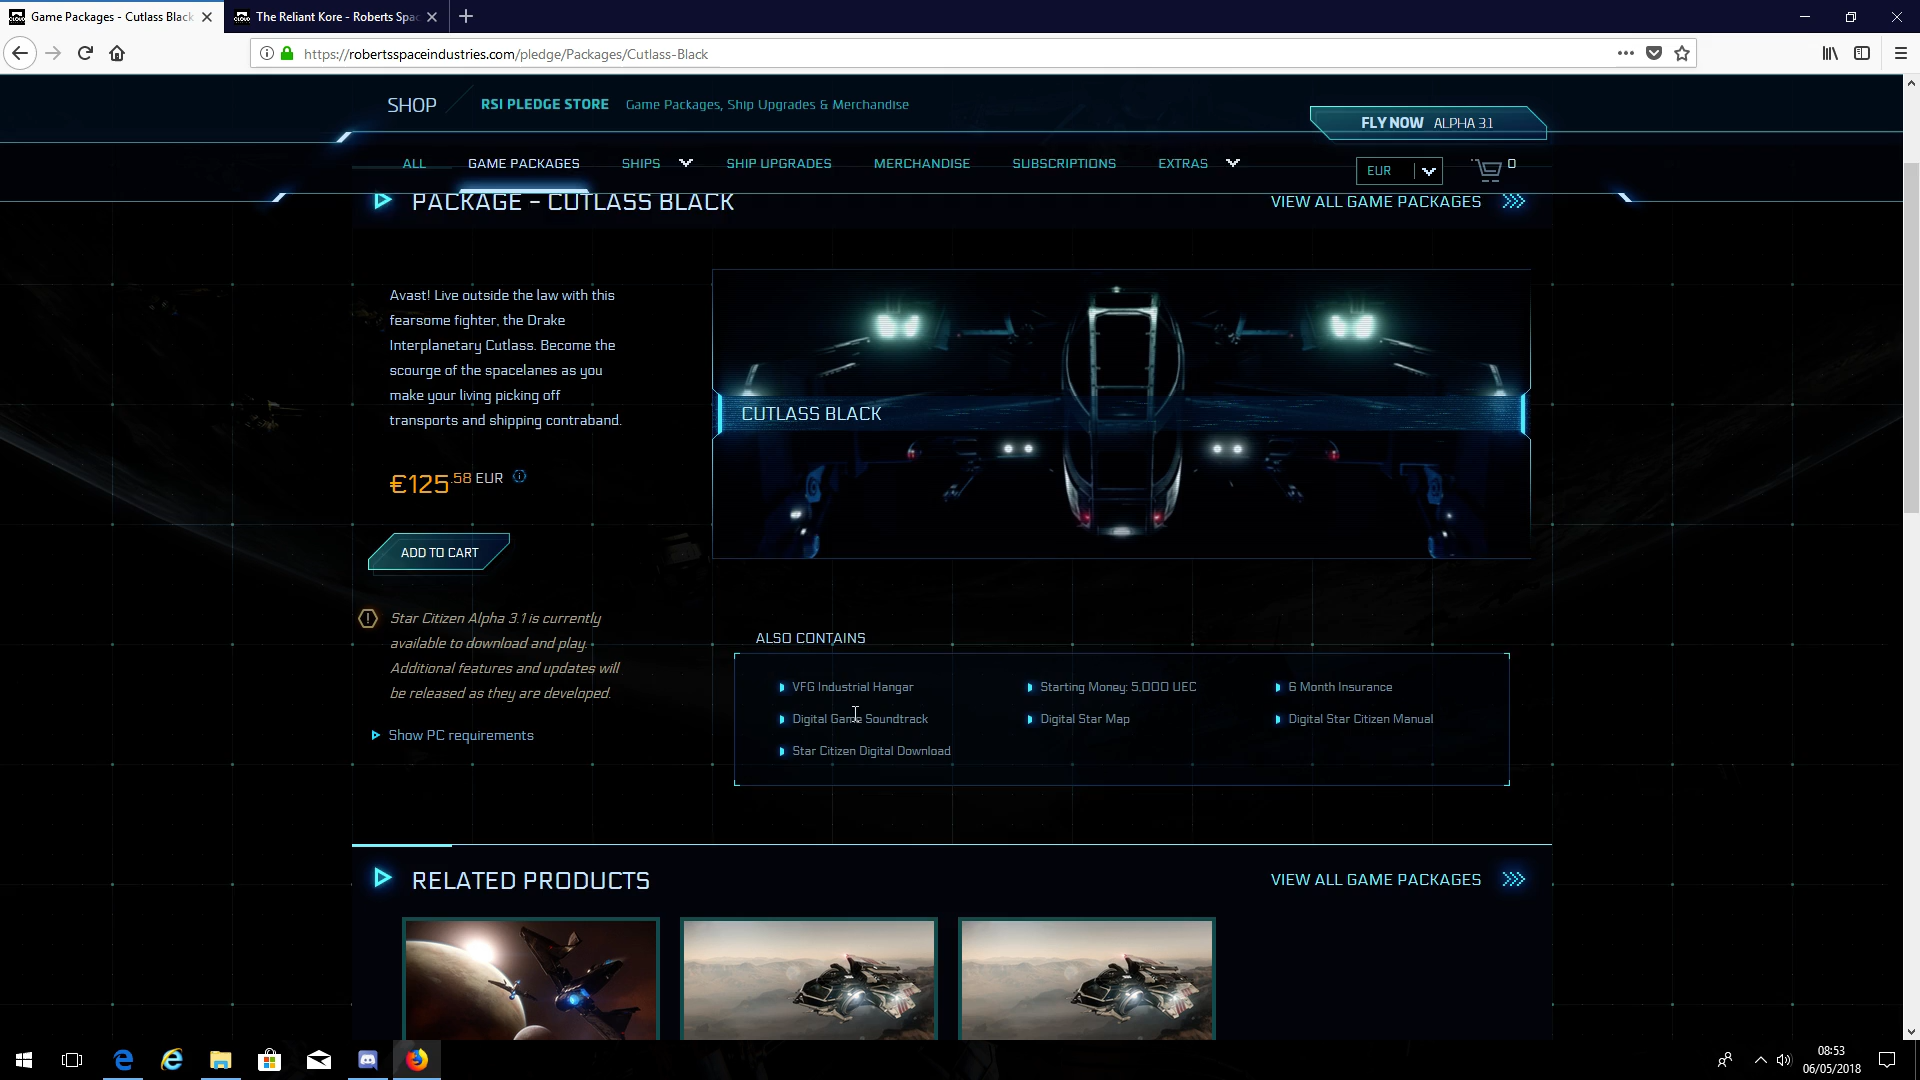 Game Packages - Cutlass Black
The Reliant Kore - Roberts Spac
https://robertsspaceindustries.com/pledge/Packages/Cutlass-Black
SHOP
RSI PLEDGE STORE
Game Packages, Ship Upgrades & Merchandise
FLY NOW ALPHA 3.1
ALL
GAME PACKAGES
SHIPS
SHIP UPGRADES
MERCHANDISE
SUBSCRIPTIONS
EXTRAS
EUR
0
PACKAGE - CUTLASS BLACK
VIEW ALL GAME PACKAGES
Avast! Live outside the law with this
fearsome fighter, the Drake
Interplanetary Cutlass. Become the
scourge of the spacelanes as you
make your living picking off
transports and shipping contraband.
CUTLASS BLACK
€125.58 EUR
ADD TO CART
Star Citizen Alpha 3.1 is currently
available to download and play.
Additional features and updates will
be released as they are developed.
Show PC requirements
ALSO CONTAINS
VFG Industrial Hangar
Starting Money: 5,000 UEC
6 Month Insurance
Digital Game Soundtrack
Digital Star Map
Digital Star Citizen Manual
Star Citizen Digital Download
RELATED PRODUCTS
VIEW ALL GAME PACKAGES
08:53
06/05/2018